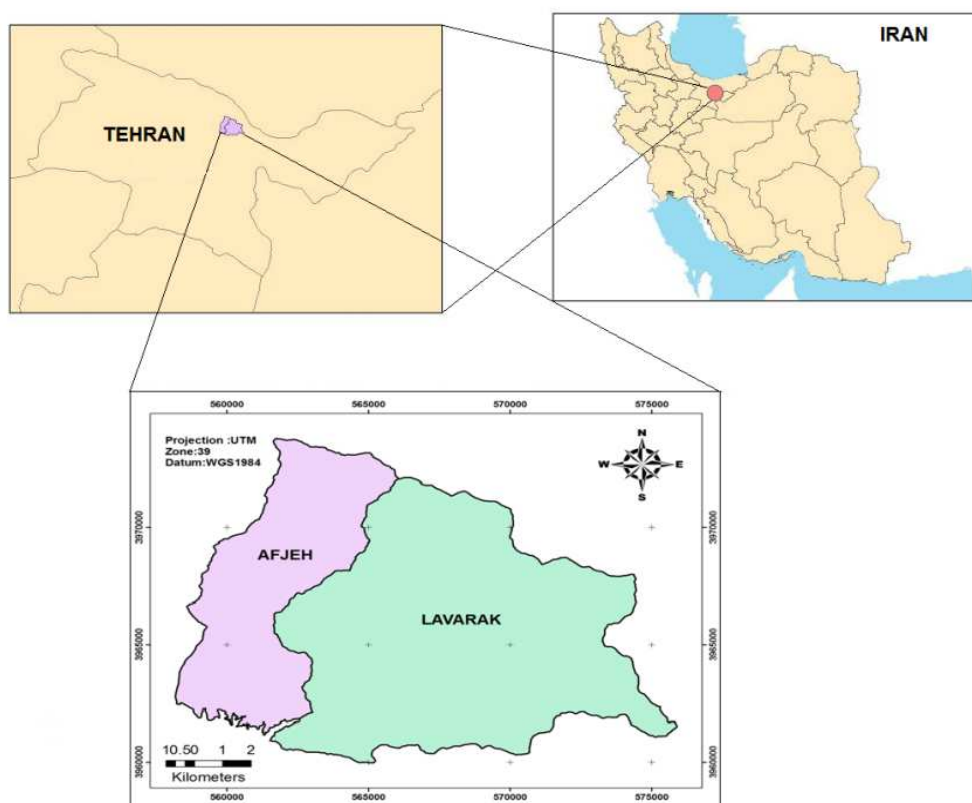 IRAN
TEHRAN
560000 565000 570000 575000
Projection :UTM
Zone:39
Datum:WGS1984
N
W E
S
3970000 3970000
AFJEH
LAVARAK
3965000 3965000
10.50 1 2
Kilometers
3960000 3960000
560000 565000 570000 575000